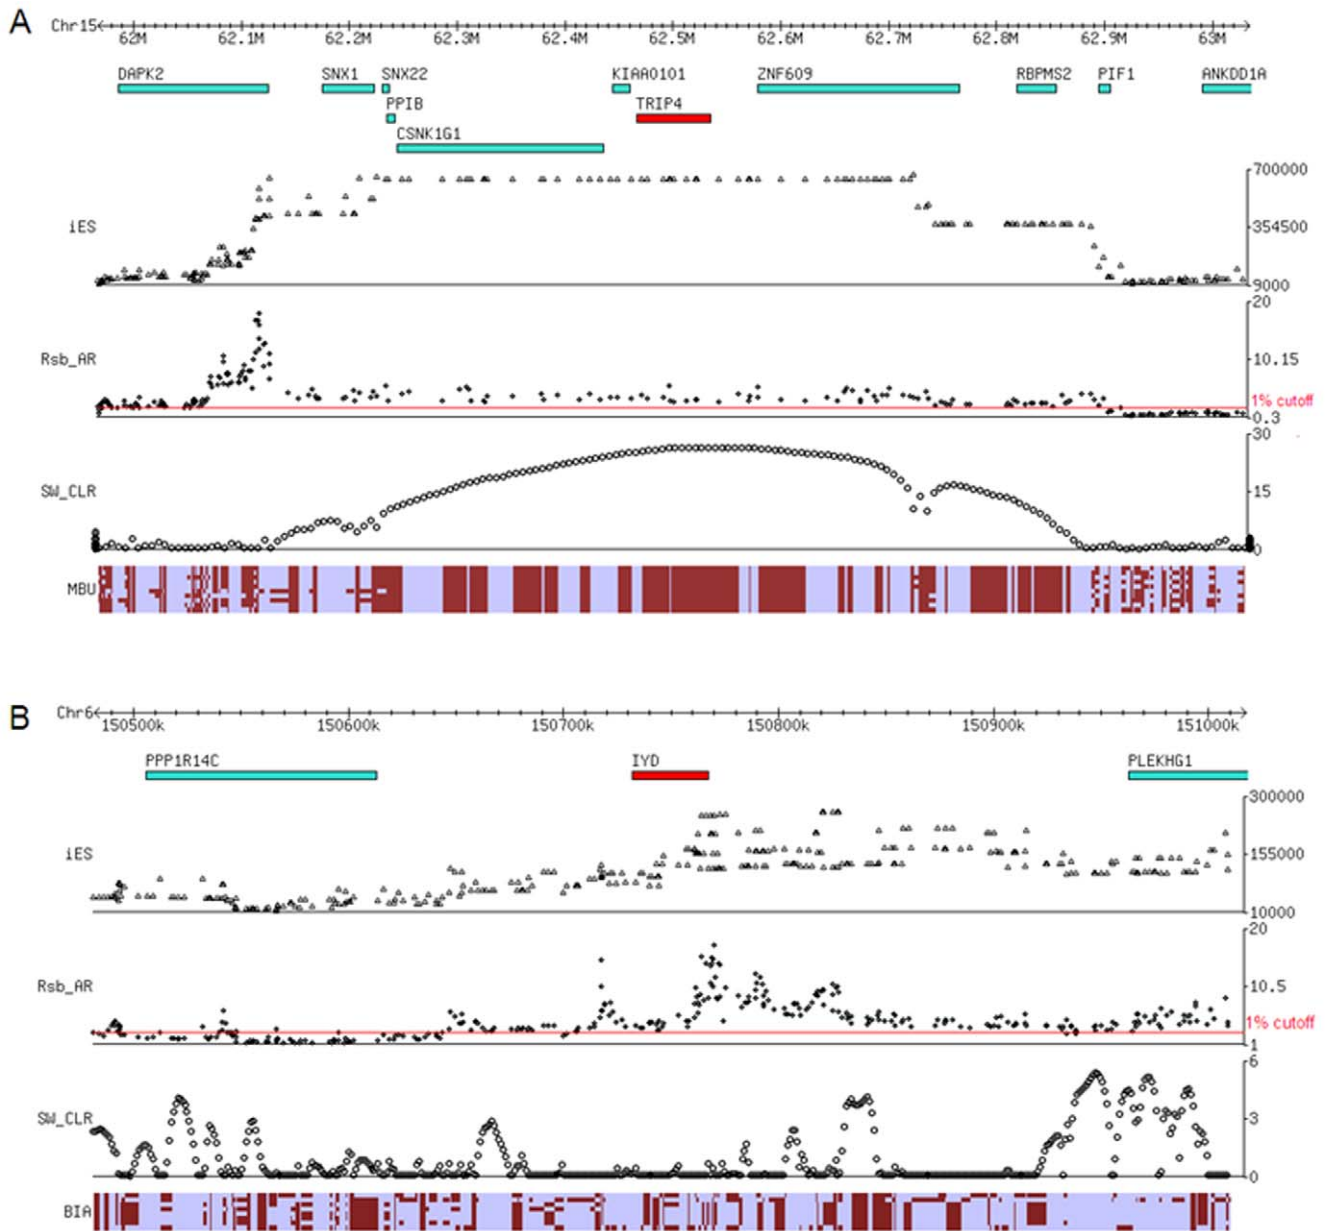 A
Chr15
62M 62.1M 62.2M 62.3M 62.4M 62.5M 62.6M 62.7M 62.8M 62.9M 63M
DAPK2 SNX1 SNX22 KIAA0101 ZNF609 RBPMS2 PIF1 ANKDD1A
PPIB TRIP4
CSNK1G1
700000
iES 354500
9000
20
Rsb_AR 10.15
1% cutoff
0.3
30
SW_CLR 15
0
MBU
B
Chr6
150500k 150600k 150700k 150800k 150900k 151000k
PPP1R14C IYD PLEKHG1
300000
iES 155000
10000
20
Rsb_AR 10.5
1% cutoff
1
6
SW_CLR 3
0
BIA